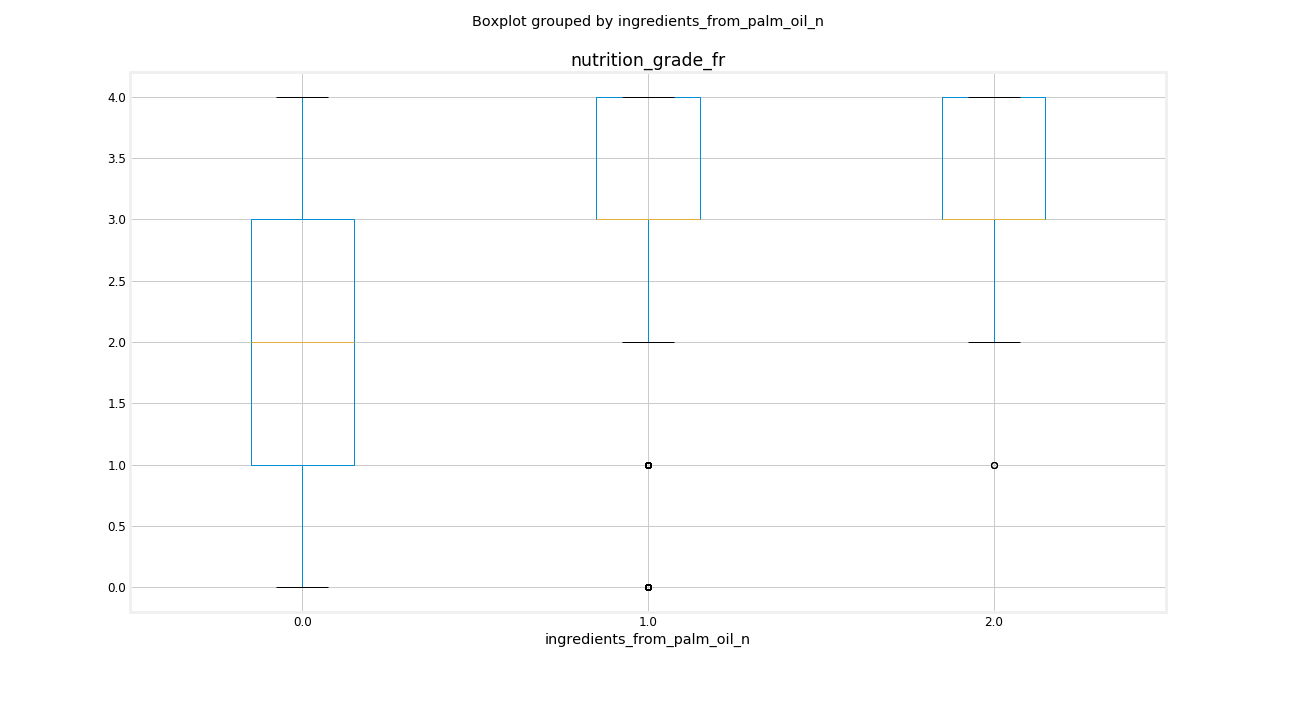 Boxplot grouped by ingredients_from_palm_oil_n
nutrition_grade_fr
4.0
3.5
3.0
2.5
2.0
1.5
1.0
0.5
0.0
0.0 1.0 2.0
ingredients_from_palm_oil_n